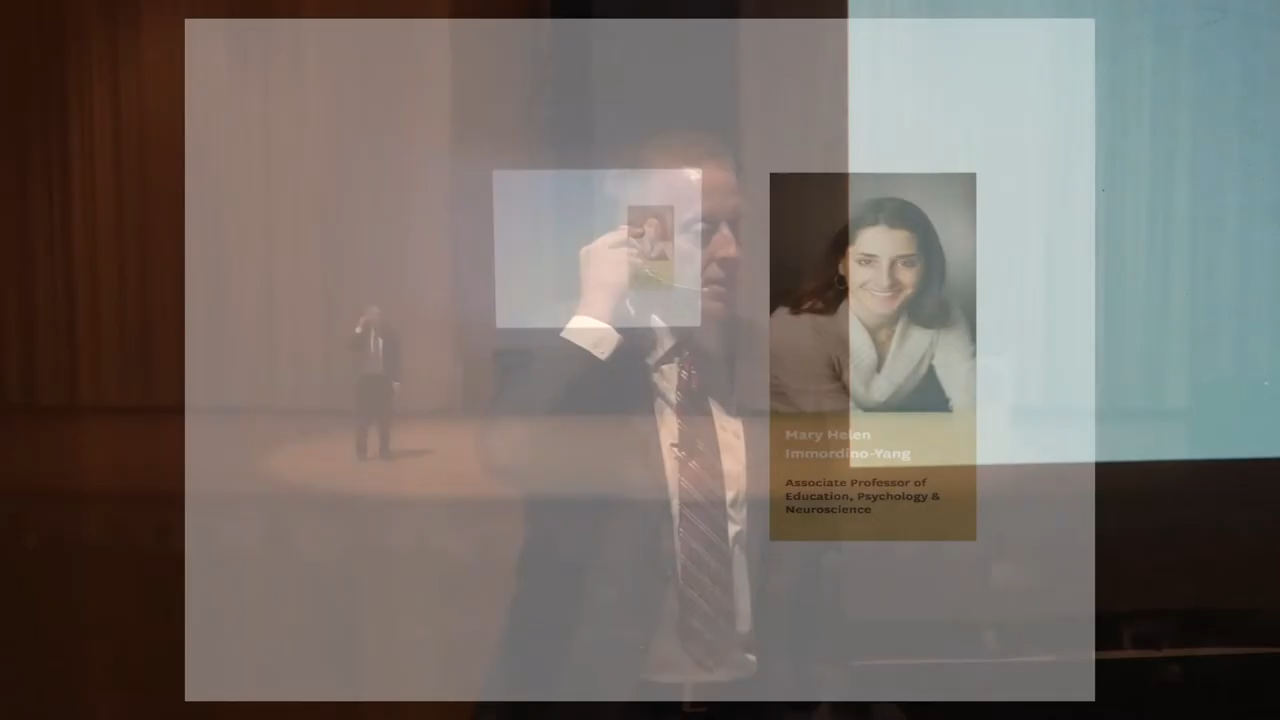 Mary Helen
Immordino-Yang
Associate Professor of
Education, Psychology &
Neuroscience